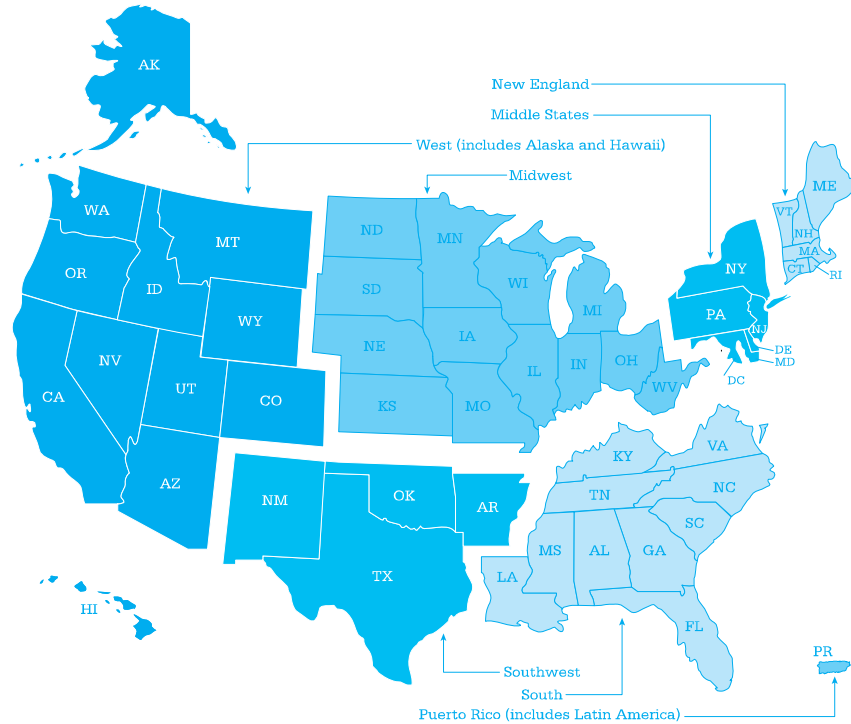 AK
New England
Middle States
West (includes Alaska and Hawaii)
Midwest
ME
WA
VT
ND
NH
MN
MT
MA
NY
OR
CT
RI
WI
ID
SD
MI
PA
WY
NJ
IA
NE
DE
NV
OH
MD
UT
IL
IN
DC
WV
CA
CO
KS
MO
VA
KY
AZ
NC
TN
OK
NM
AR
SC
MS
AL
GA
TX
LA
HI
FL
PR
Southwest
South
Puerto Rico (includes Latin America)